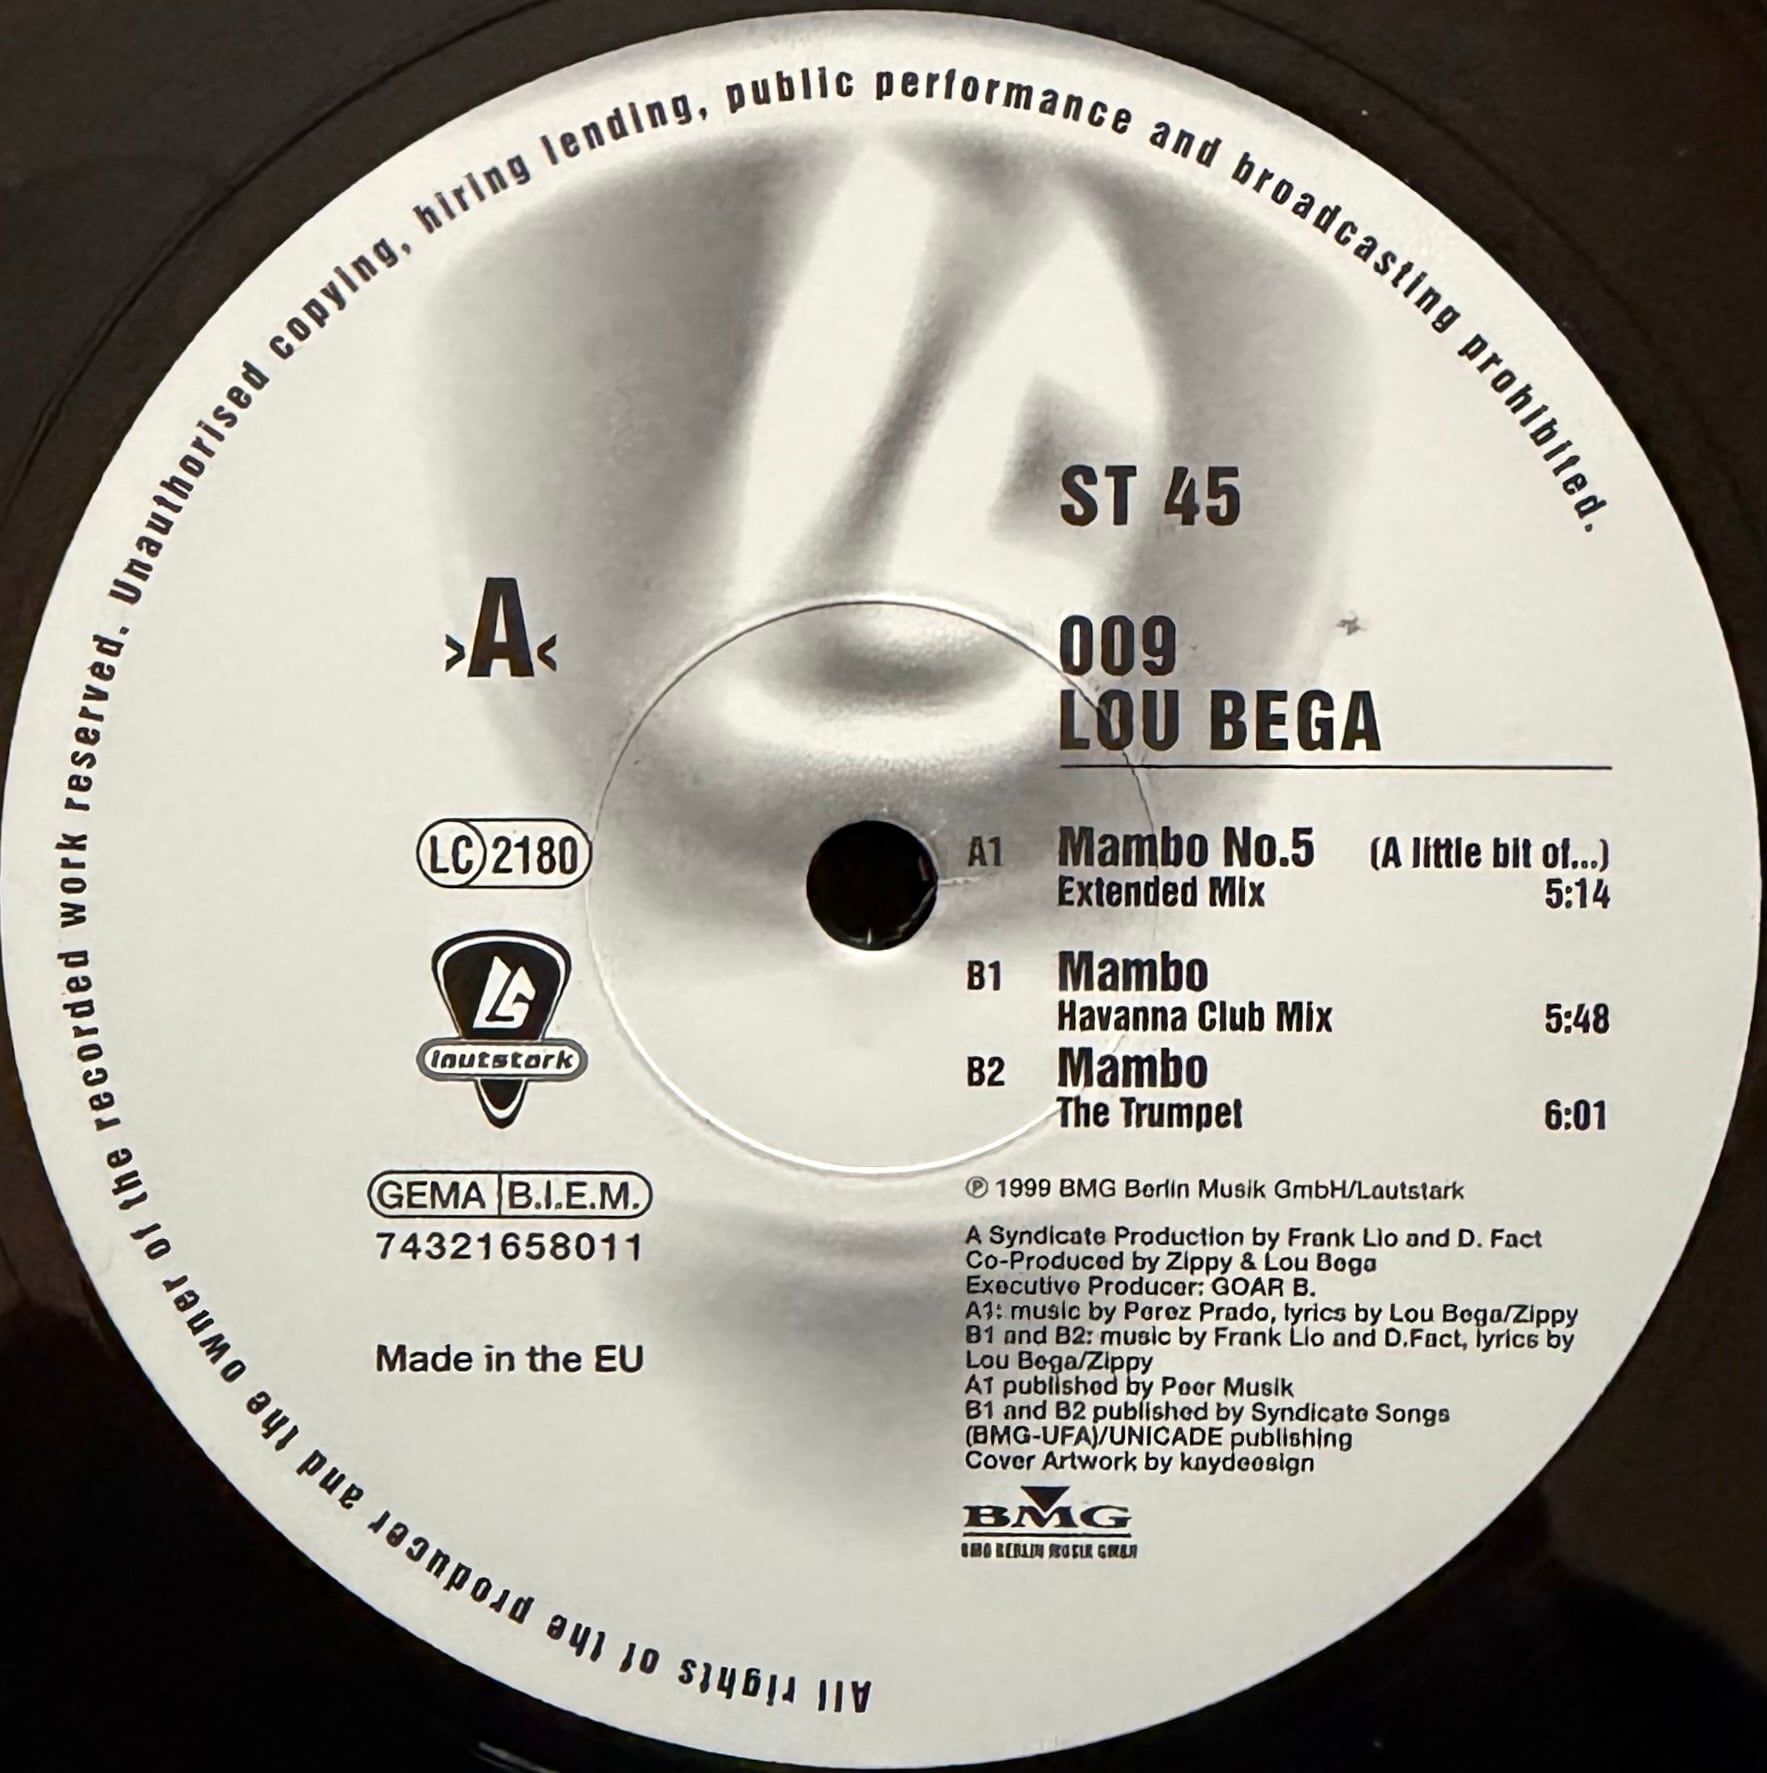 All rights of the producer and the owner of the recorded work reserved. Unauthorised copying, hiring lending, public performance and broadcasting prohibited.
ST 45
>A<
009
LOU BEGA
LC 2180
A1 Mambo No.5 (A little bit of...)
Extended Mix 5:14
B1 Mambo
Havanna Club Mix 5:48
B2 Mambo
The Trumpet 6:01
lautstark
GEMA B.I.E.M.
74321658011
Made in the EU
℗ 1999 BMG Berlin Musik GmbH/Lautstark
A Syndicate Production by Frank Lio and D. Fact
Co-Produced by Zippy & Lou Bega
Executive Producer: GOAR B.
A1: music by Perez Prado, lyrics by Lou Bega/Zippy
B1 and B2: music by Frank Lio and D.Fact, lyrics by
Lou Bega/Zippy
A1 published by Peer Musik
B1 and B2 published by Syndicate Songs
(BMG-UFA)/UNICADE publishing
Cover Artwork by kaydeesign
BMG
BMG BERLIN MUSIK GMBH